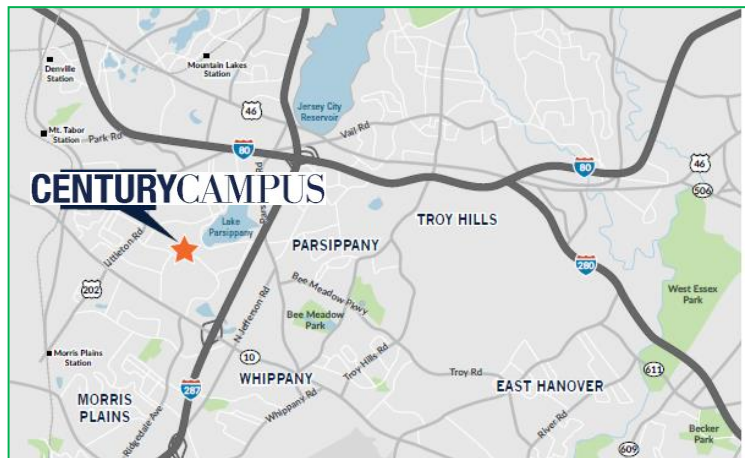 Denville
Station
Mountain Lakes
Station
46
Jersey City
Reservoir
Mt. Tabor
Station
Park Rd
Vail Rd
80
80
46
506
CENTURYCAMPUS
Lake
Parsippany
TROY HILLS
PARSIPPANY
Littleton Rd
202
280
Bee Meadow Pkwy
West Essex
Park
N Jefferson Rd
Bee Meadow
Park
Morris Plains
Station
10
WHIPPANY
Troy Hills Rd
Troy Rd
611
287
EAST HANOVER
MORRIS
PLAINS
Whippany Rd
Ridgedale Ave
River Rd
Becker
Park
609